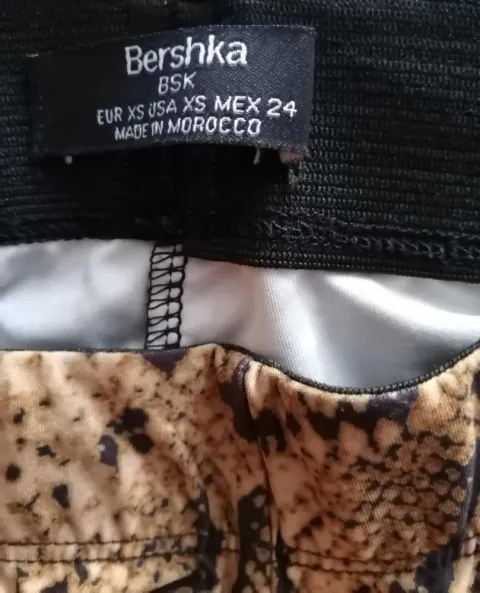 Bershka
BSK
EUR XS USA XS MEX 24
MADE IN MOROCCO